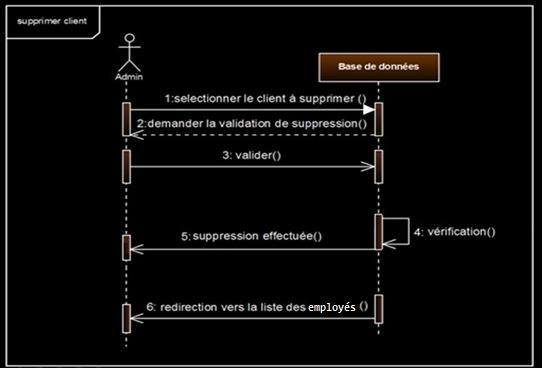 supprimer client
Admin
Base de données
1:selectionner le client à supprimer ()
2:demander la validation de suppression()
3: valider()
4: vérification()
5: suppression effectuée()
6: redirection vers la liste des employés ()